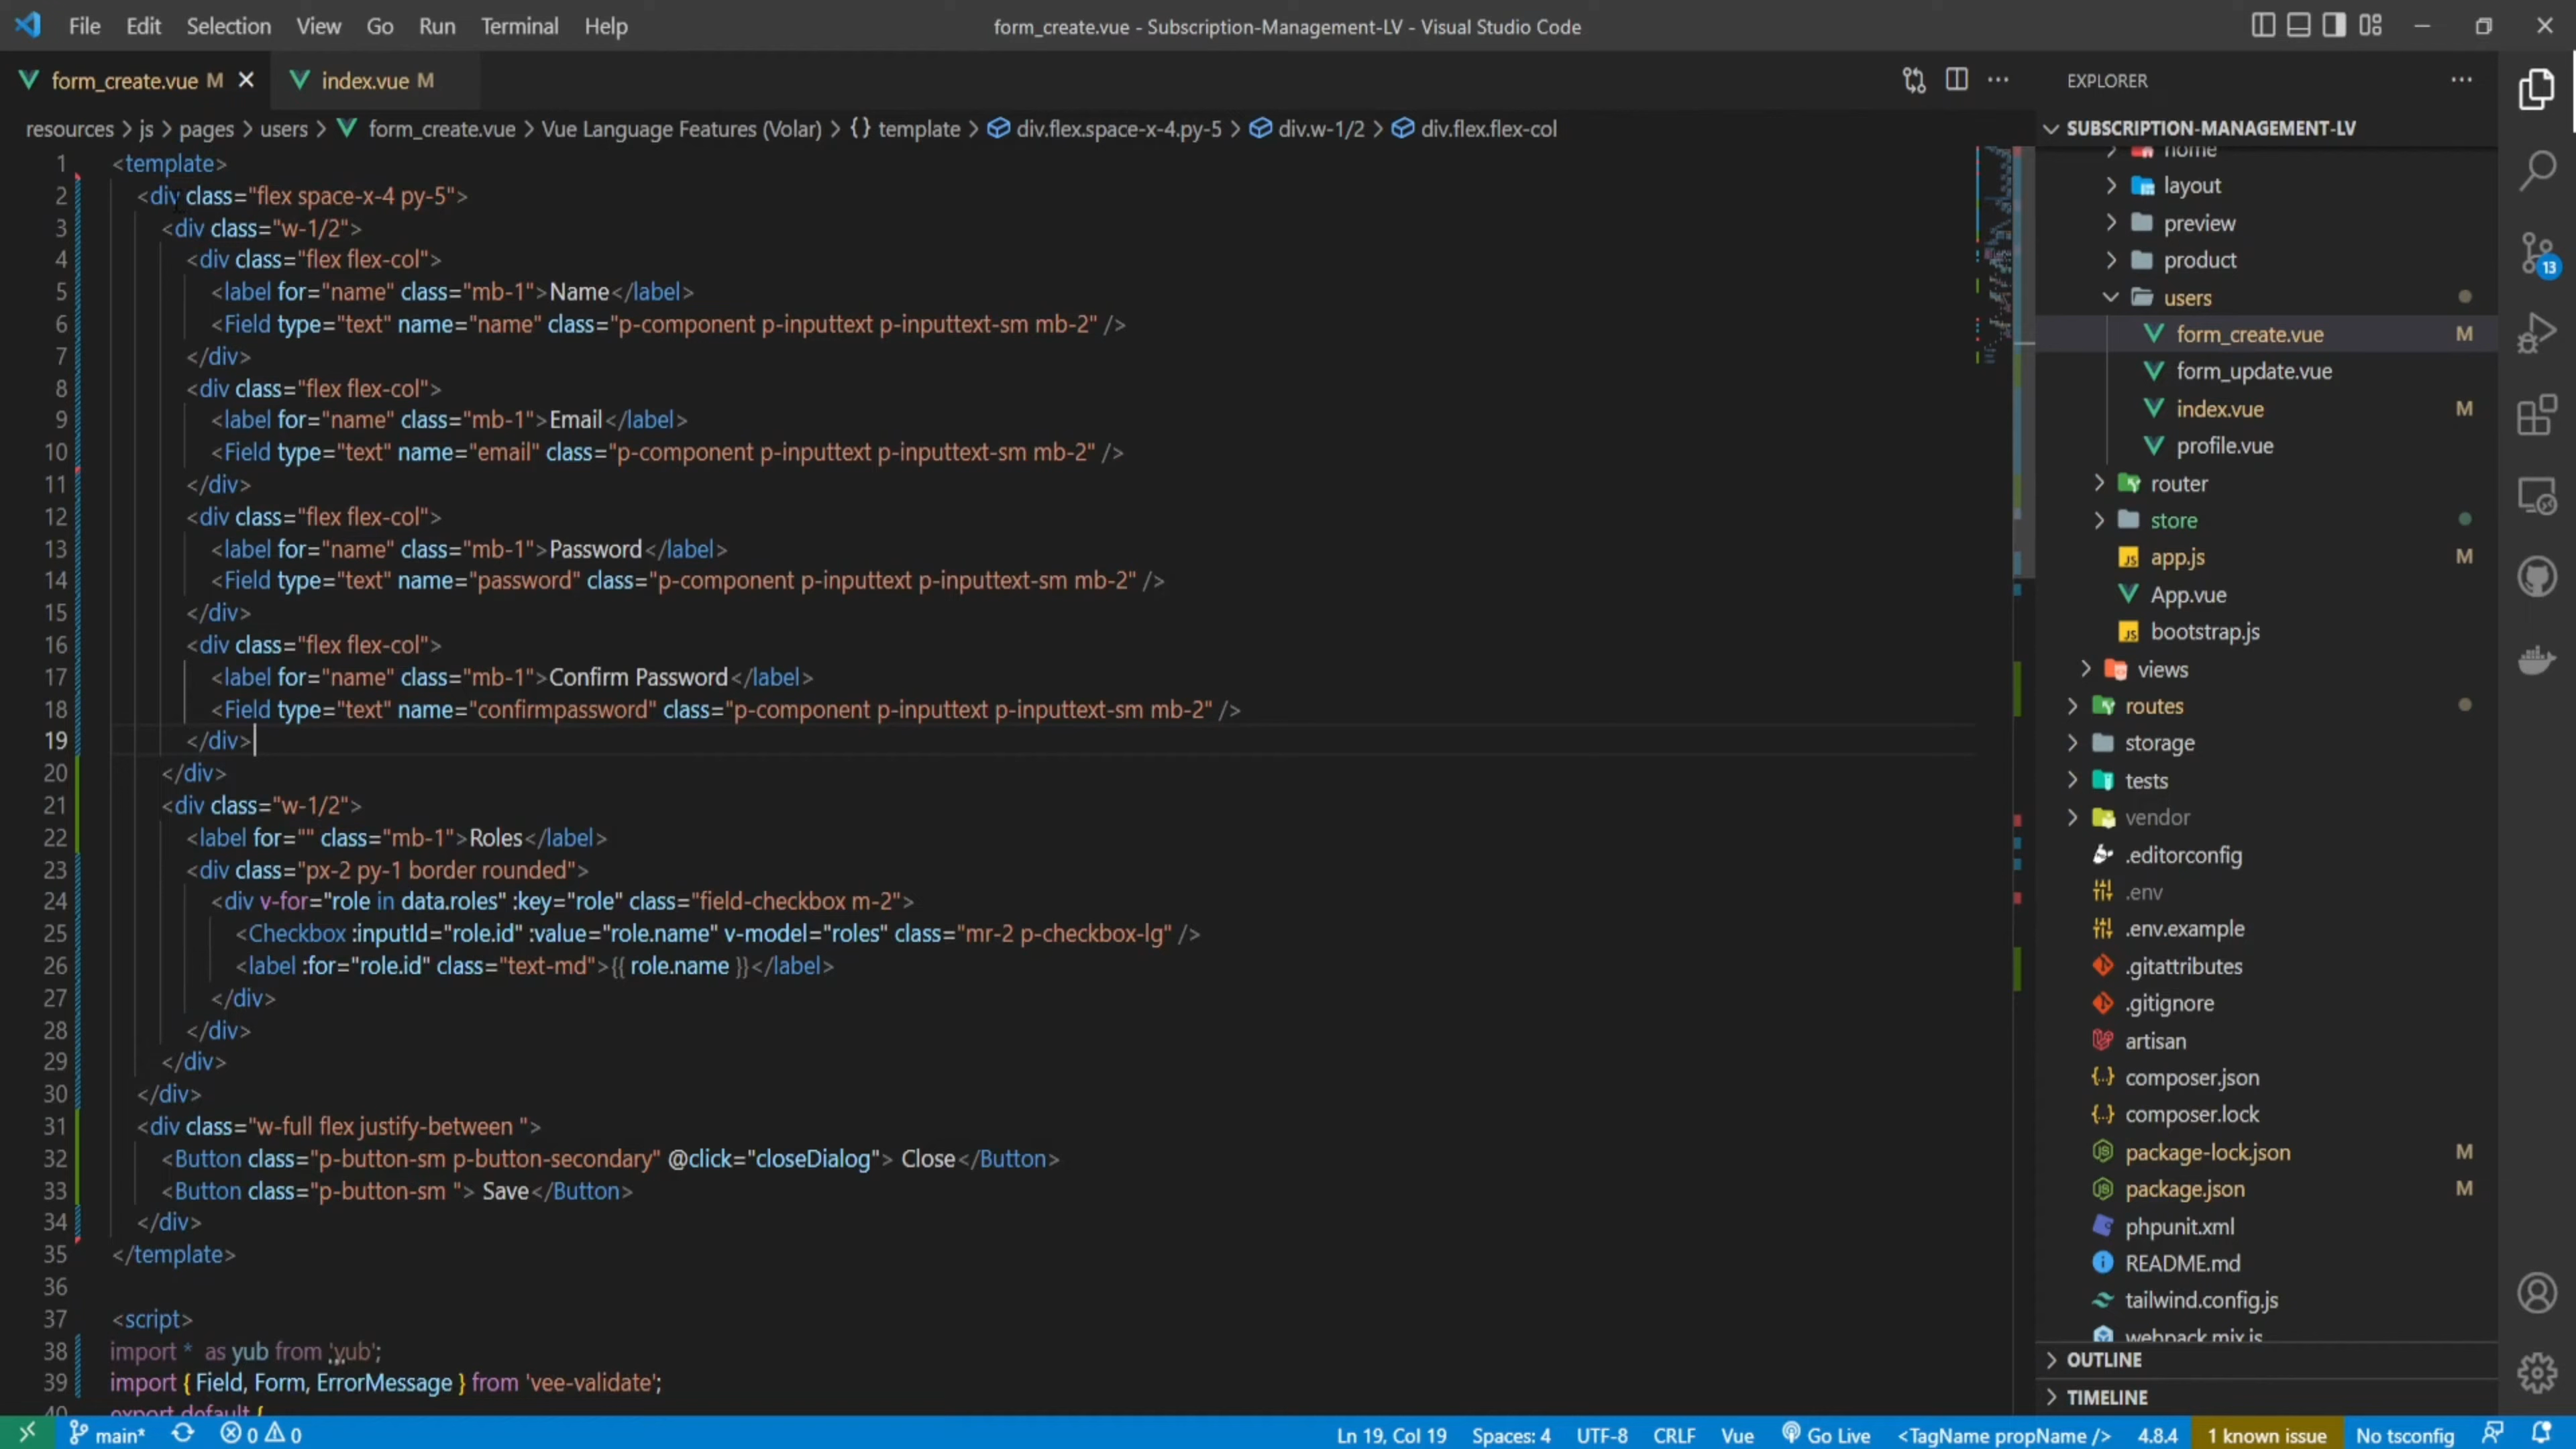 File Edit Selection View Go Run Terminal Help form_create.vue - Subscription-Management-LV - Visual Studio Code
form_create.vue M index.vue M
resources > js > pages > users > form_create.vue > Vue Language Features (Volar) > {} template > div.flex.space-x-4.py-5 > div.w-1/2 > div.flex.flex-col
1 <template>
2 <div class="flex space-x-4 py-5">
3 <div class="w-1/2">
4 <div class="flex flex-col">
5 <label for="name" class="mb-1">Name</label>
6 <Field type="text" name="name" class="p-component p-inputtext p-inputtext-sm mb-2" />
7 </div>
8 <div class="flex flex-col">
9 <label for="name" class="mb-1">Email</label>
10 <Field type="text" name="email" class="p-component p-inputtext p-inputtext-sm mb-2" />
11 </div>
12 <div class="flex flex-col">
13 <label for="name" class="mb-1">Password</label>
14 <Field type="text" name="password" class="p-component p-inputtext p-inputtext-sm mb-2" />
15 </div>
16 <div class="flex flex-col">
17 <label for="name" class="mb-1">Confirm Password</label>
18 <Field type="text" name="confirmpassword" class="p-component p-inputtext p-inputtext-sm mb-2" />
19 </div>
20 </div>
21 <div class="w-1/2">
22 <label for="" class="mb-1">Roles</label>
23 <div class="px-2 py-1 border rounded">
24 <div v-for="role in data.roles" :key="role" class="field-checkbox m-2">
25 <Checkbox :inputId="role.id" :value="role.name" v-model="roles" class="mr-2 p-checkbox-lg" />
26 <label :for="role.id" class="text-md">{{ role.name }}</label>
27 </div>
28 </div>
29 </div>
30 </div>
31 <div class="w-full flex justify-between ">
32 <Button class="p-button-sm p-button-secondary" @click="closeDialog"> Close</Button>
33 <Button class="p-button-sm "> Save</Button>
34 </div>
35 </template>
36
37 <script>
38 import * as yub from 'yub';
39 import { Field, Form, ErrorMessage } from 'vee-validate';
40 export default {
EXPLORER
SUBSCRIPTION-MANAGEMENT-LV
home
layout
preview
product
users
form_create.vue M
form_update.vue
index.vue M
profile.vue
router
store
JS app.js M
App.vue
JS bootstrap.js
views
routes
storage
tests
vendor
.editorconfig
.env
.env.example
.gitattributes
.gitignore
artisan
{..} composer.json
{..} composer.lock
package-lock.json M
package.json M
phpunit.xml
README.md
tailwind.config.js
webpack.mix.js
OUTLINE
TIMELINE
13
main* 0 0 Ln 19, Col 19 Spaces: 4 UTF-8 CRLF Vue Go Live <TagName propName /> 4.8.4 1 known issue No tsconfig